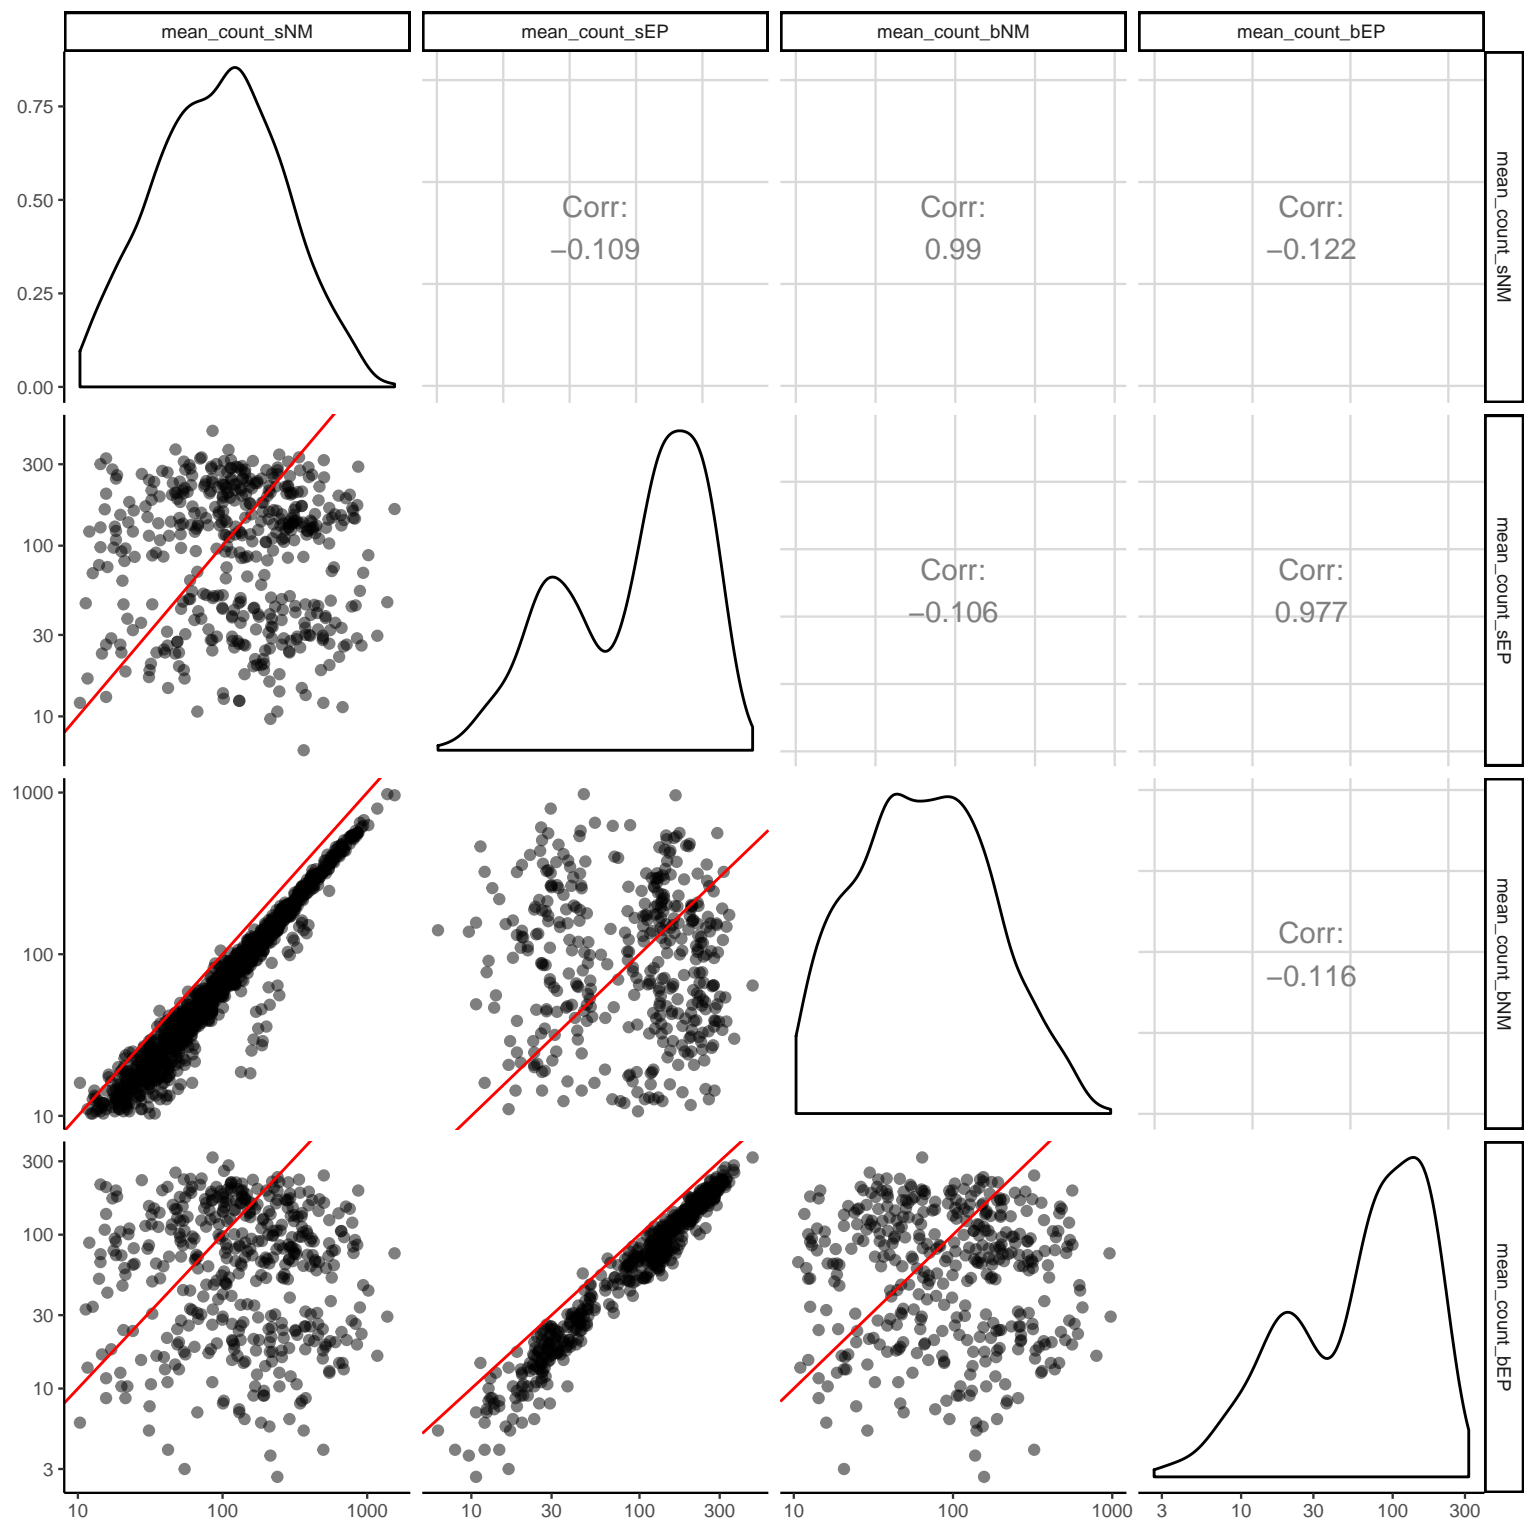 mean_count_sNM mean_count_sEP mean_count_bNM mean_count_bEP
0.75
0.50
0.25
0.00
Corr:
−0.109
Corr:
0.99
Corr:
−0.122
mean_count_sNM
300
100
30
10
Corr:
−0.106
Corr:
0.977
mean_count_sEP
1000
100
10
Corr:
−0.116
mean_count_bNM
300
100
30
10
3
mean_count_bEP
10 100 1000 10 30 100 300 10 100 1000 3 10 30 100 300